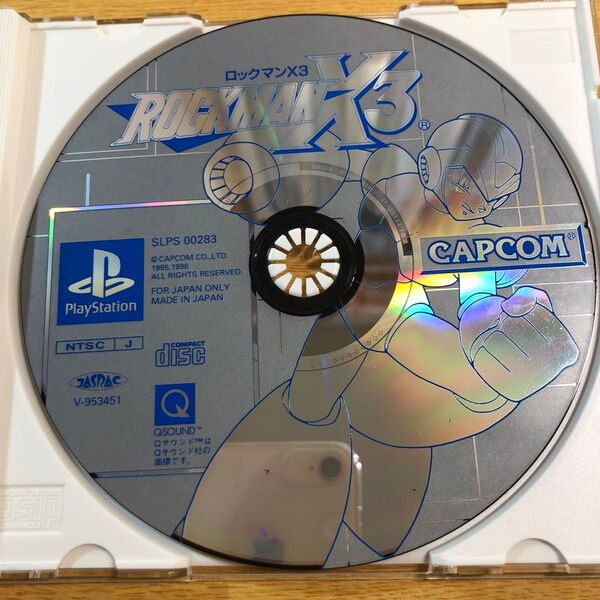 ロックマンX3
ROCKMAN X3®
CAPCOM®
SLPS 00283
© CAPCOM CO.,LTD.
1995,1996
ALL RIGHTS RESERVED.
FOR JAPAN ONLY
MADE IN JAPAN
PlayStation
NTSC J
COMPACT
disc
JASRAC
V-953451
Q
QSOUND™
Qサウンド™は
Qサウンド社の
商標です。